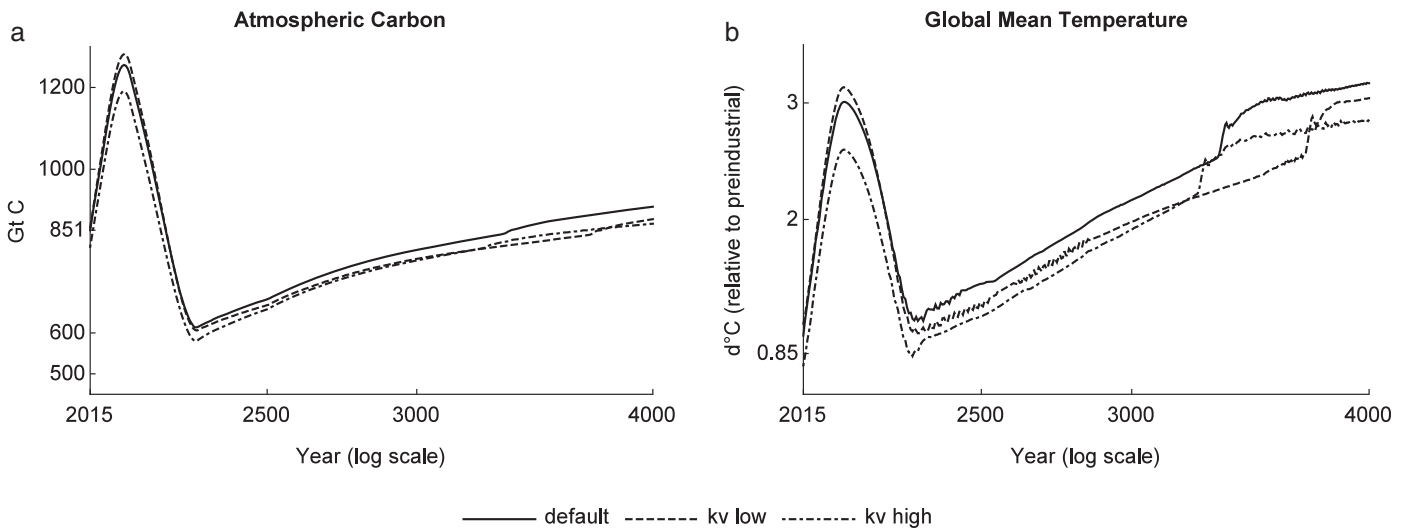 a
Atmospheric Carbon
Gt C
1200
1000
851
600
500
2015
2500
3000
4000
Year (log scale)
b
Global Mean Temperature
d°C (relative to preindustrial)
3
2
0.85
2015
2500
3000
4000
Year (log scale)
default
kv low
kv high